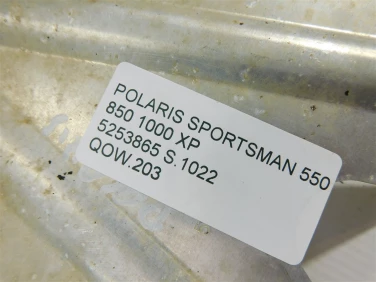 POLARIS SPORTSMAN 550
850 1000 XP
5253865 S.1022
QOW.203